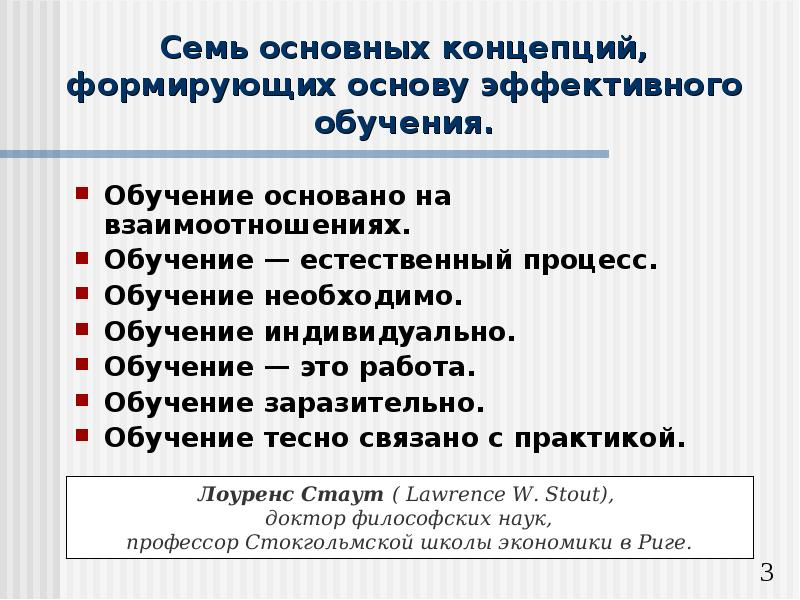 Семь основных концепций,
формирующих основу эффективного
обучения.
Обучение основано на
взаимоотношениях.
Обучение — естественный процесс.
Обучение необходимо.
Обучение индивидуально.
Обучение — это работа.
Обучение заразительно.
Обучение тесно связано с практикой.
Лоуренс Стаут ( Lawrence W. Stout),
доктор философских наук,
профессор Стокгольмской школы экономики в Риге.
3